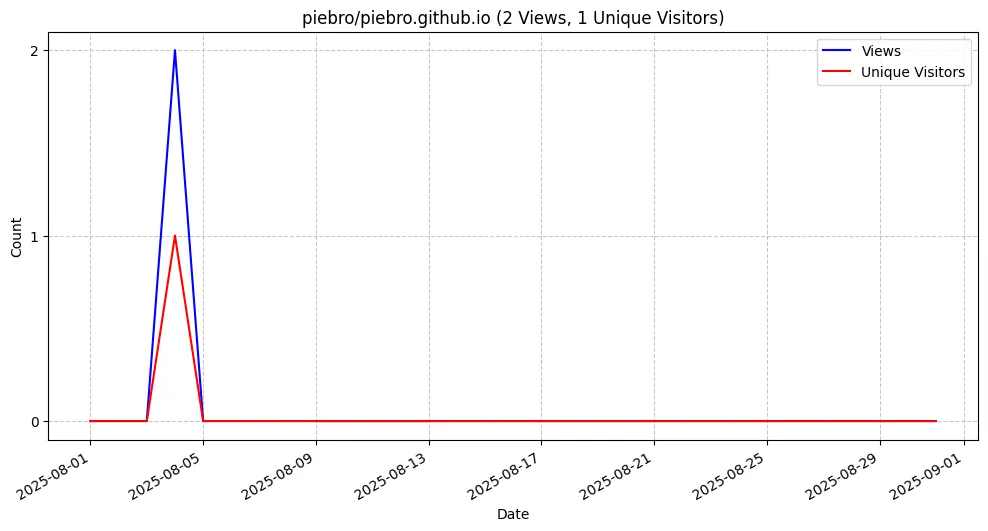 piebro/piebro.github.io (2 Views, 1 Unique Visitors)
Views
Unique Visitors
2
1
0
Count
2025-08-01
2025-08-05
2025-08-09
2025-08-13
2025-08-17
2025-08-21
2025-08-25
2025-08-29
2025-09-01
Date